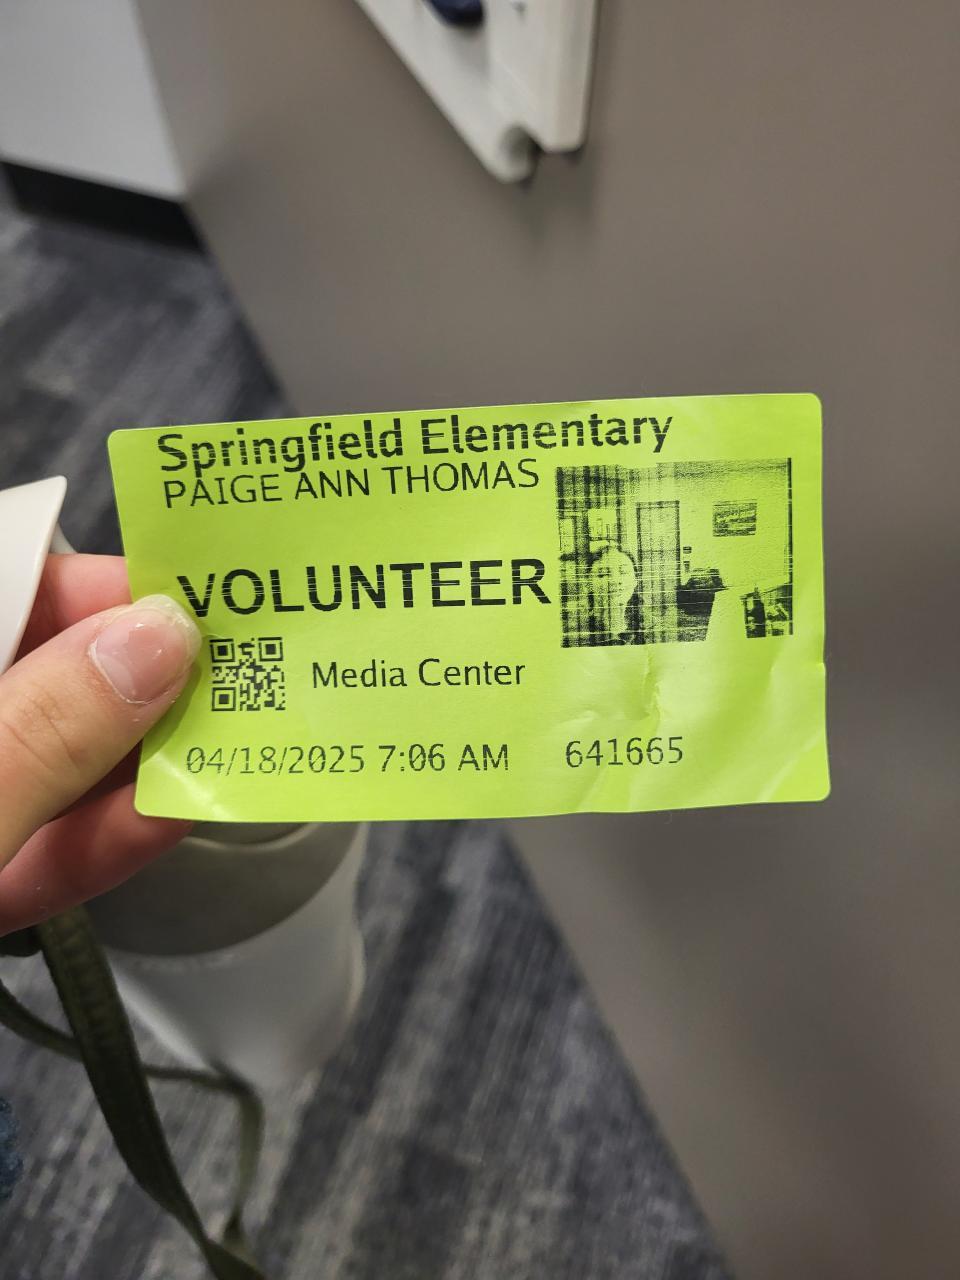 Springfield Elementary
PAIGE ANN THOMAS
VOLUNTEER
Media Center
04/18/2025 7:06 AM 641665